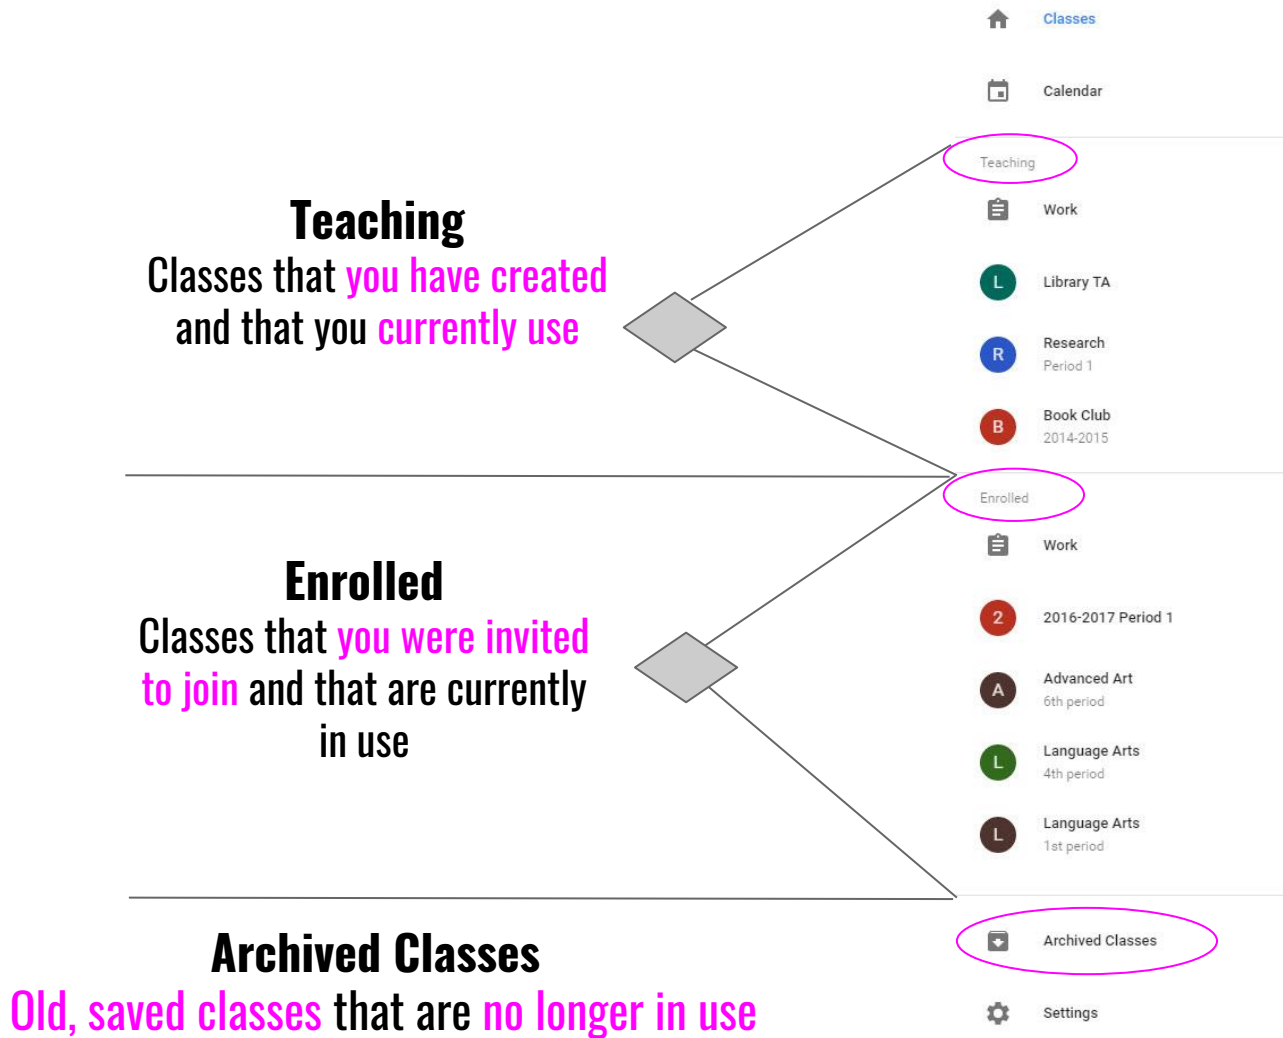 Classes
Calendar
Teaching
Classes that you have created
and that you currently use
Teaching
Work
L Library TA
R Research
Period 1
B Book Club
2014-2015
Enrolled
Classes that you were invited
to join and that are currently
in use
Enrolled
Work
2 2016-2017 Period 1
A Advanced Art
6th period
L Language Arts
4th period
L Language Arts
1st period
Archived Classes
Old, saved classes that are no longer in use
Archived Classes
Settings